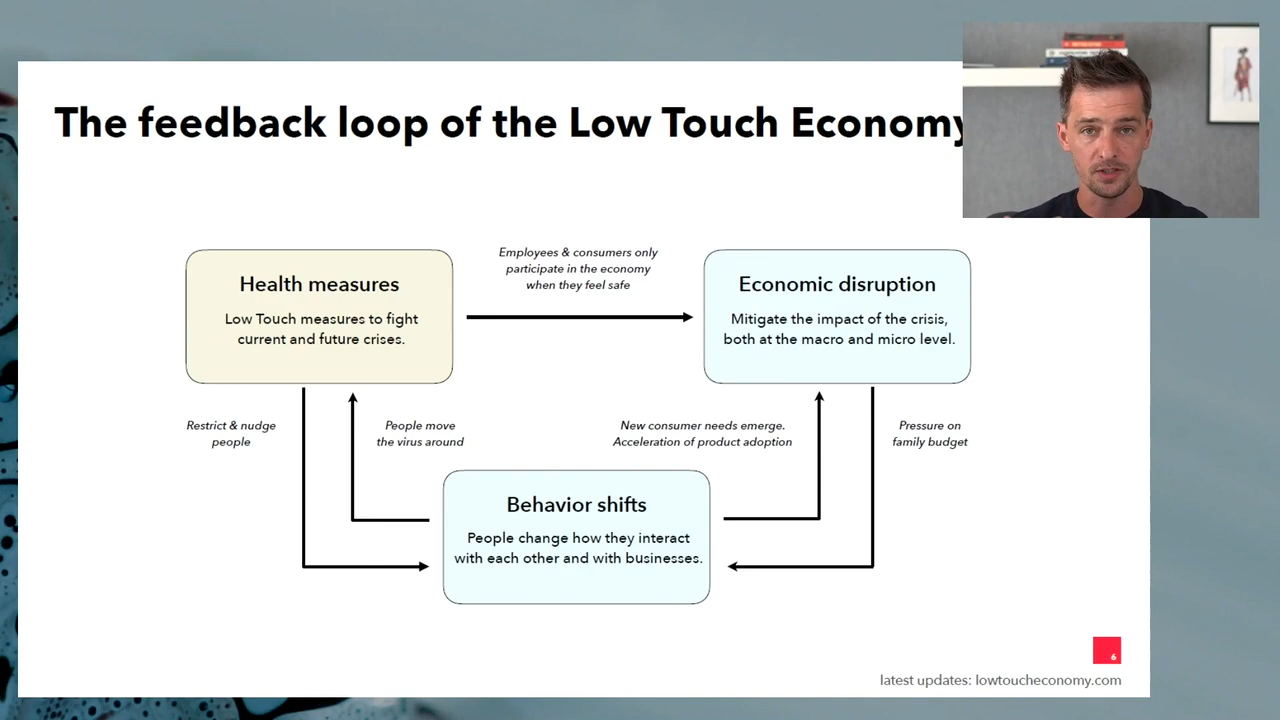 The feedback loop of the Low Touch Economy
Employees & consumers only
participate in the economy
when they feel safe
Health measures
Low Touch measures to fight
current and future crises.
Economic disruption
Mitigate the impact of the crisis,
both at the macro and micro level.
Restrict & nudge
people
People move
the virus around
New consumer needs emerge.
Acceleration of product adoption
Pressure on
family budget
Behavior shifts
People change how they interact
with each other and with businesses.
6
latest updates: lowtoucheconomy.com